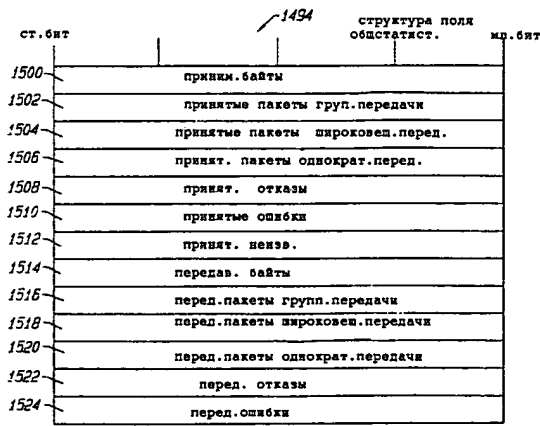 1494
структура поля
общстатист.
ст.бит
мл.бит
1500 приним.байты
1502 принятые пакеты груп.передачи
1504 принятые пакеты широковещ.перед.
1506 принят. пакеты однократ.перед.
1508 принят. отказы
1510 принятые ошибки
1512 принят. неизв.
1514 передав. байты
1516 перед.пакеты групп.передачи
1518 перед.пакеты широковещ.передачи
1520 перед.пакеты однократ.передачи
1522 перед. отказы
1524 перед.ошибки